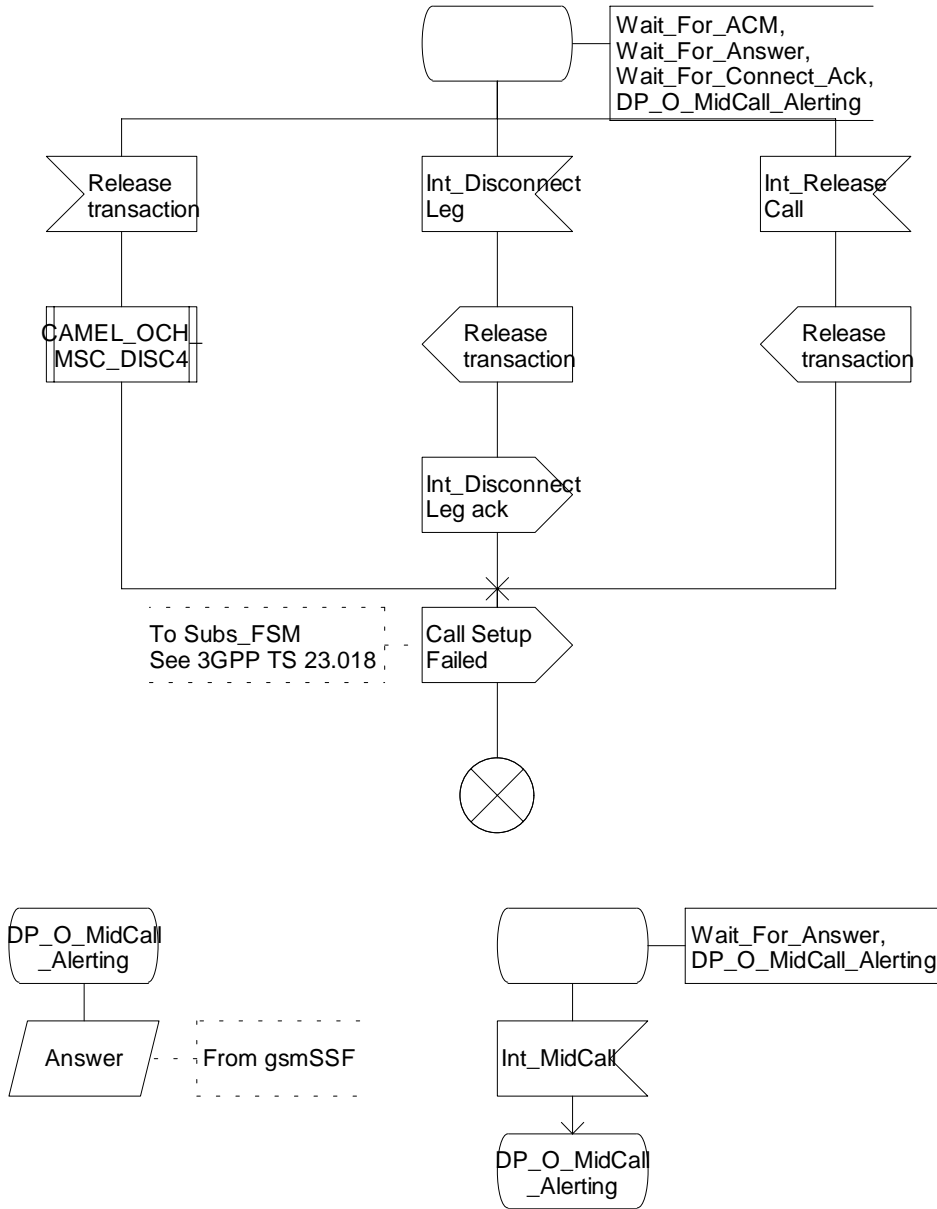 Wait_For_ACM,
Wait_For_Answer,
Wait_For_Connect_Ack,
DP_O_MidCall_Alerting
Release
transaction
Int_Disconnect
Leg
Int_Release
Call
CAMEL_OCH_
MSC_DISC4
Release
transaction
Release
transaction
Int_Disconnect
Leg ack
To Subs_FSM
See 3GPP TS 23.018
Call Setup
Failed
DP_O_MidCall
_Alerting
Wait_For_Answer,
DP_O_MidCall_Alerting
Answer
From gsmSSF
Int_MidCall
DP_O_MidCall
_Alerting